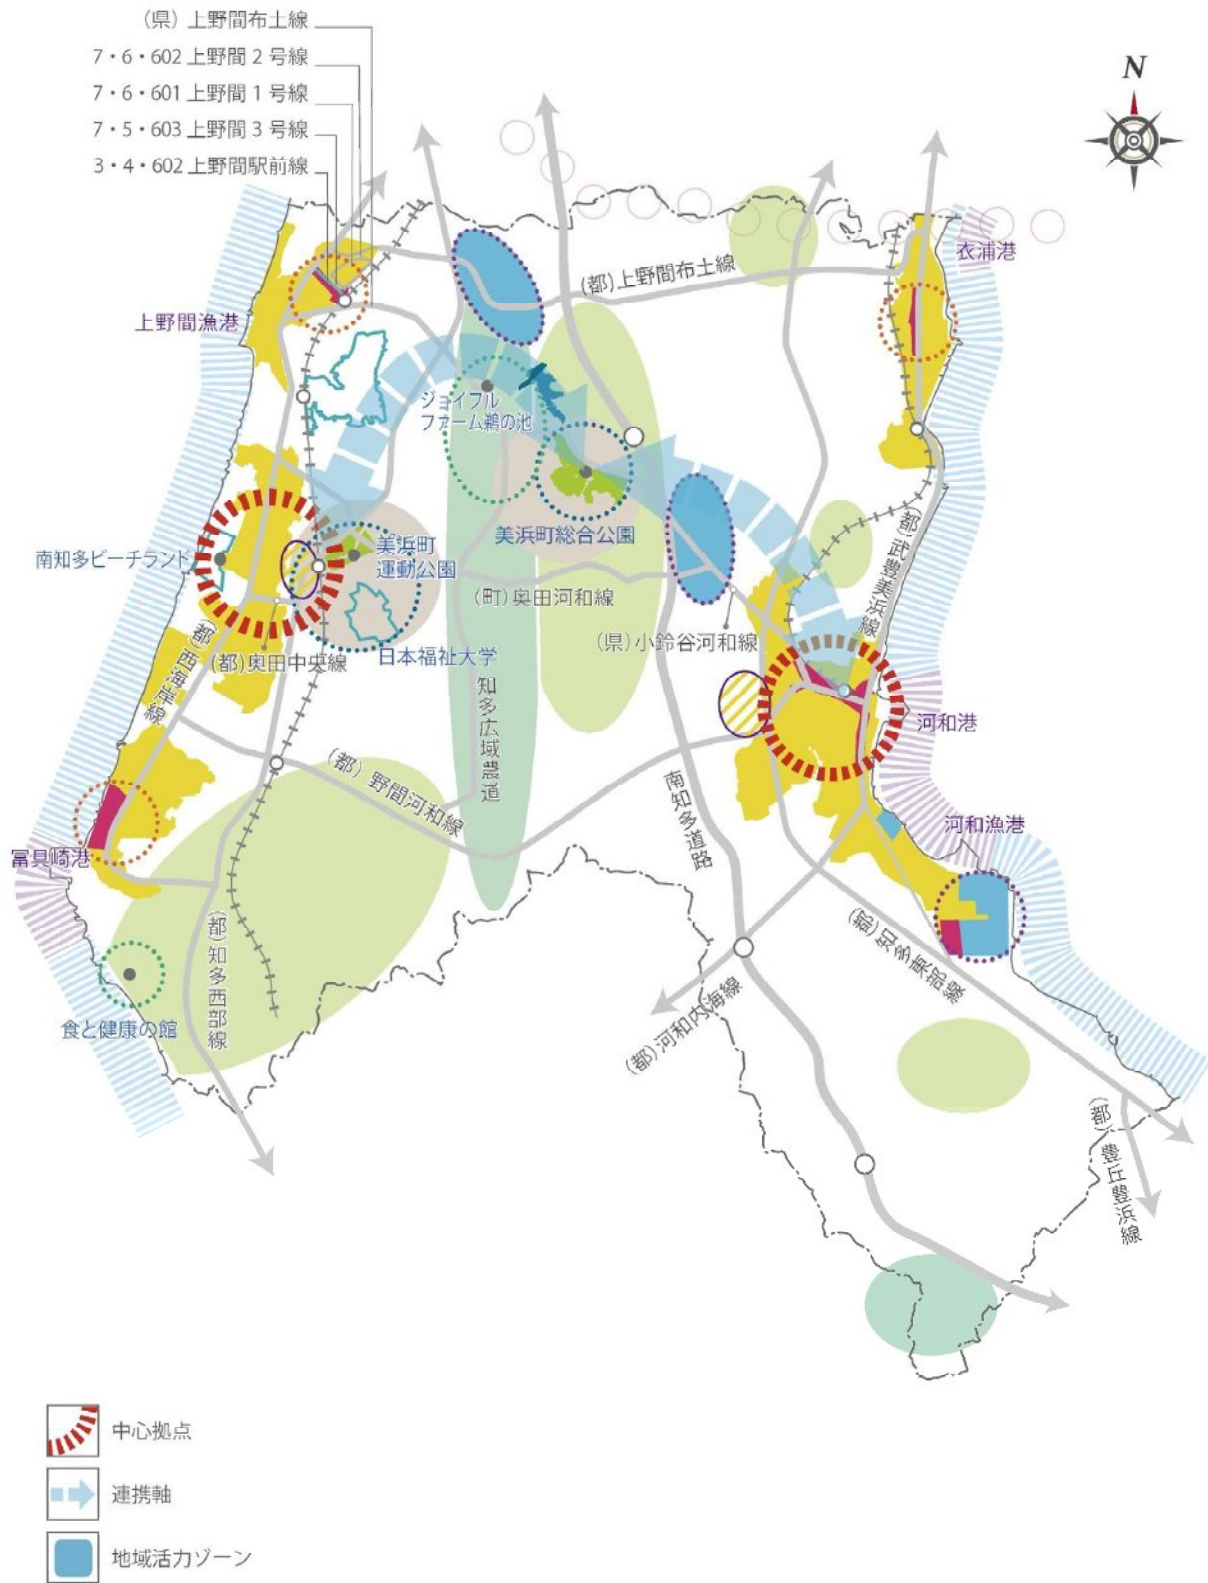 (県) 上野間布土線
7・6・602 上野間 2 号線
7・6・601 上野間 1 号線
7・5・603 上野間 3 号線
3・4・602 上野間駅前線
N
衣浦港
(都)上野間布土線
上野間漁港
ジョイフル
ファーム鵜の池
(都)武豊美浜線
美浜町総合公園
南知多ビーチランド
美浜町
運動公園
(町)奥田河和線
(県)小鈴谷河和線
(都)奥田中央線
日本福祉大学
(都)西海岸線
知多広域農道
河和港
(都)野間河和線
南知多道路
河和漁港
冨具崎港
(都)知多西部線
(都)知多東部線
食と健康の館
(都)河和内海線
(都)豊丘豊浜線
中心拠点
連携軸
地域活力ゾーン